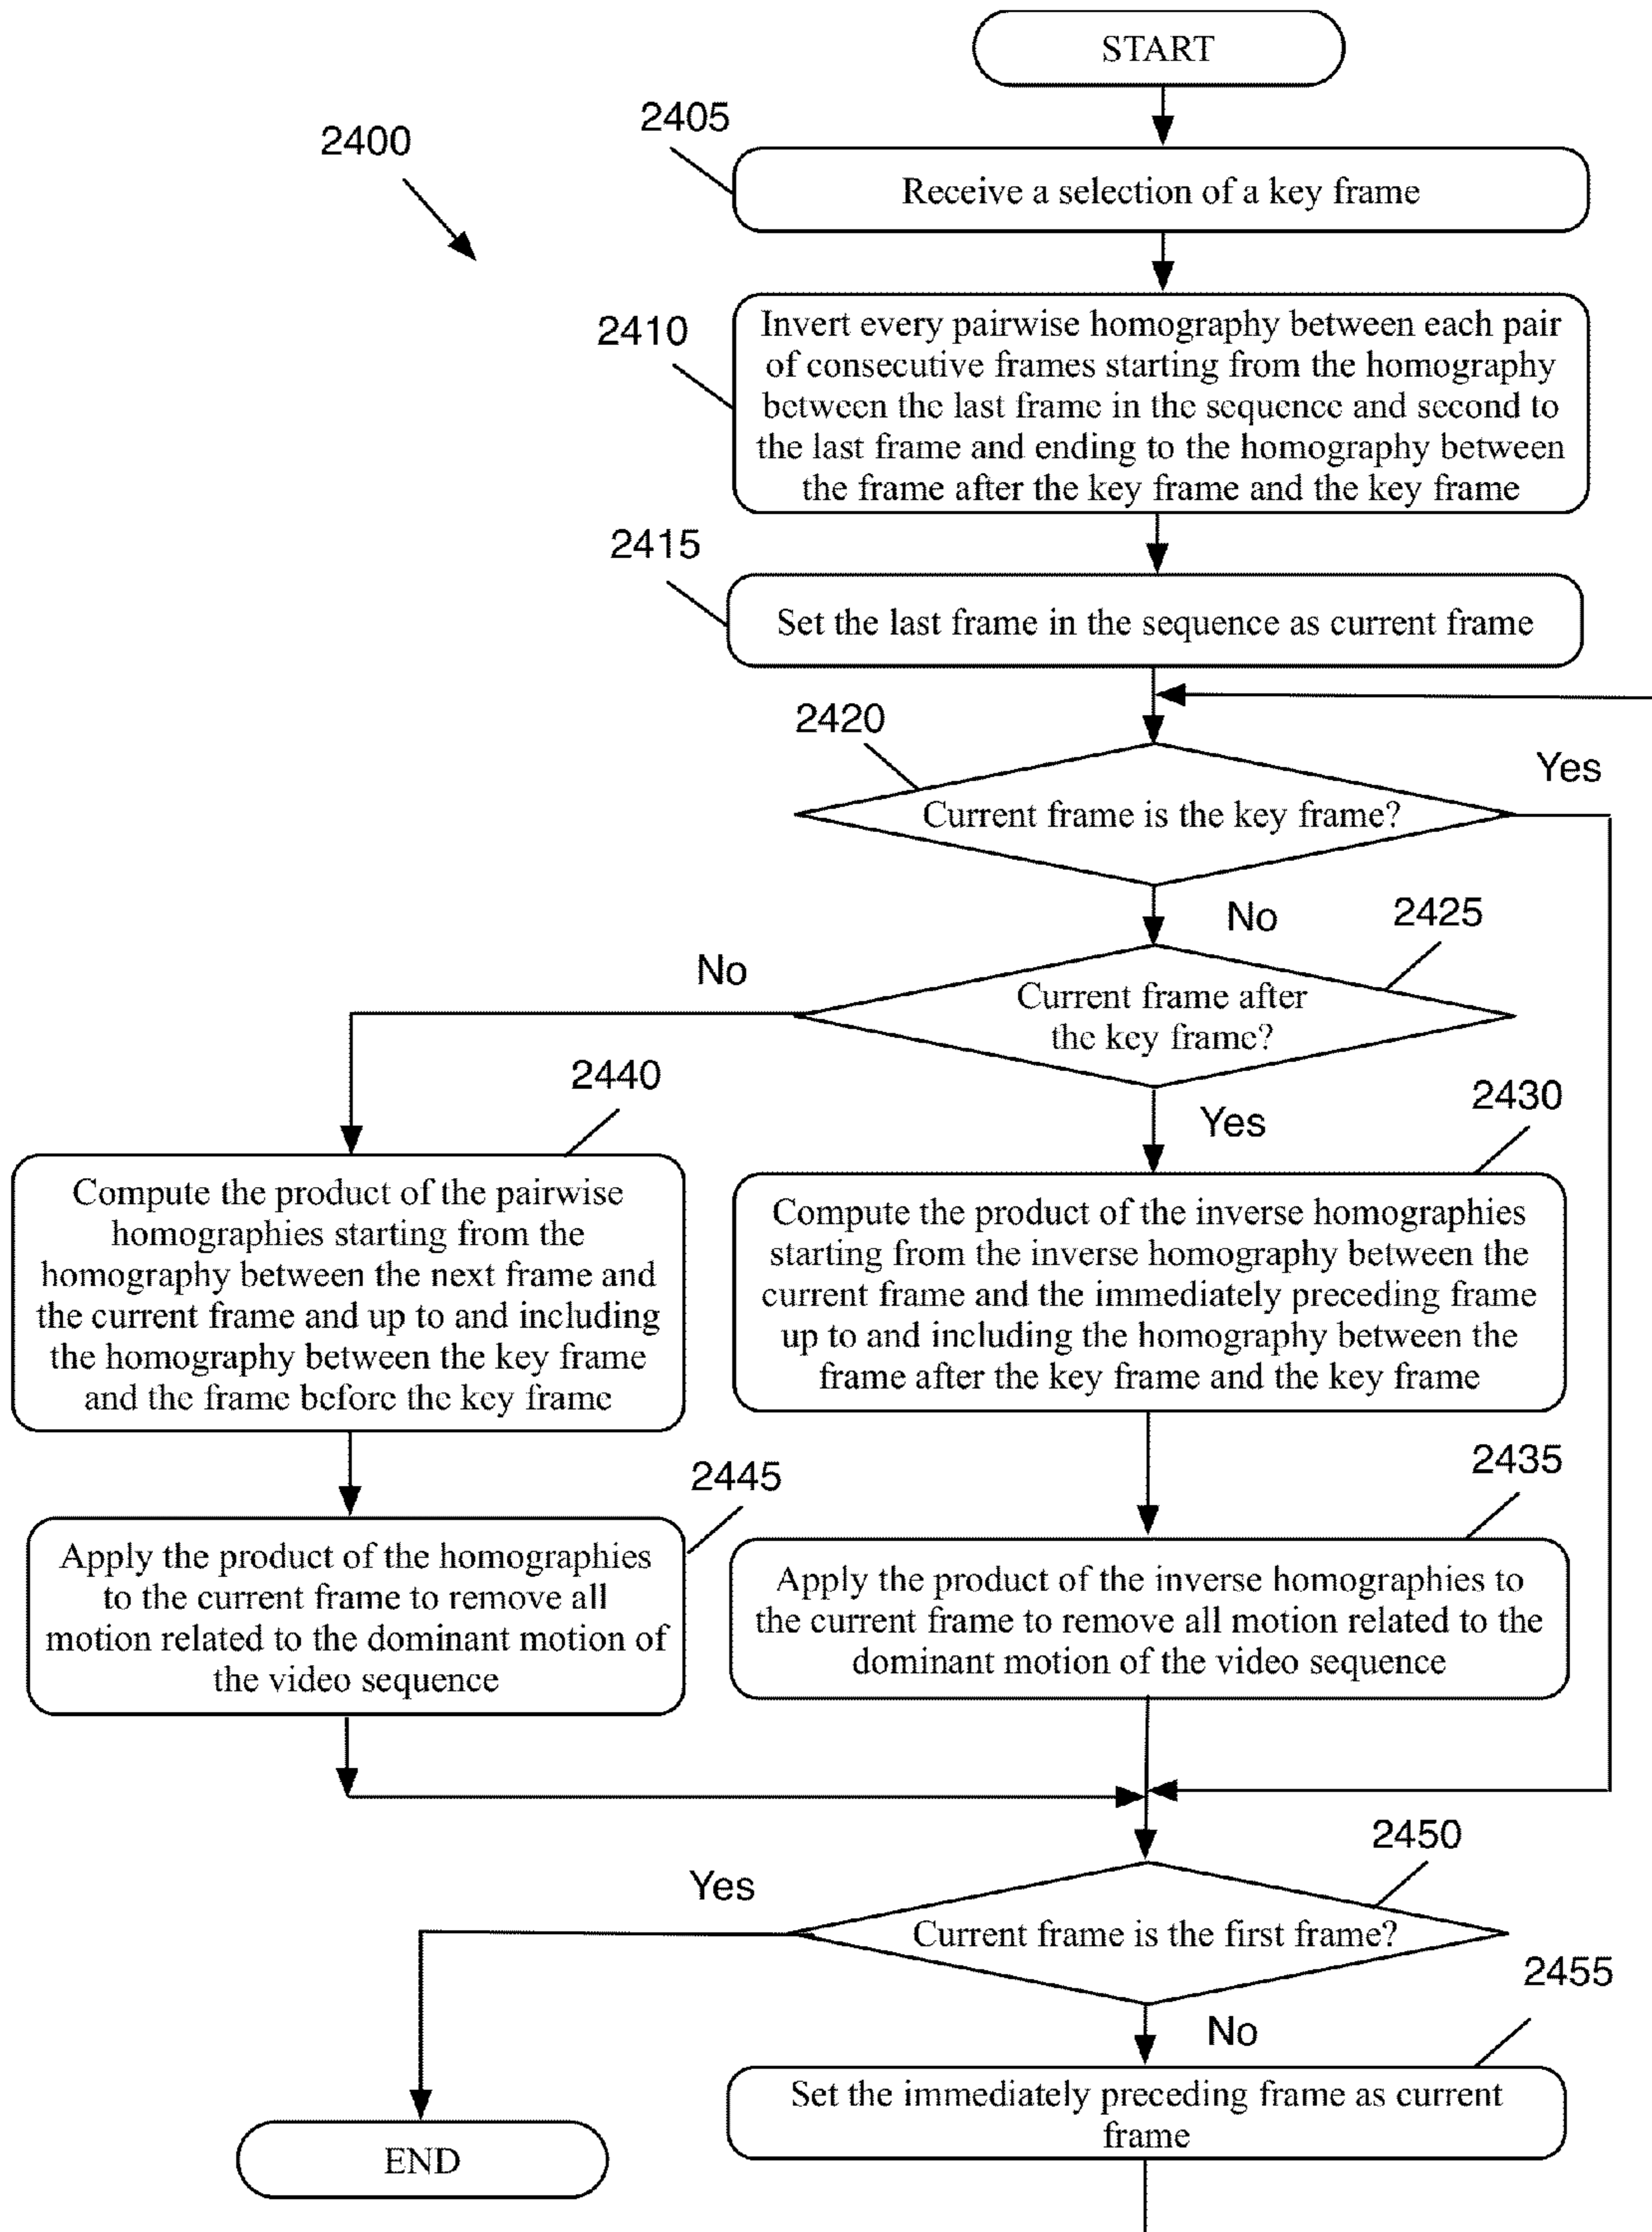 START
2400
2405
Receive a selection of a key frame
2410
Invert every pairwise homography between each pair
of consecutive frames starting from the homography
between the last frame in the sequence and second to
the last frame and ending to the homography between
the frame after the key frame and the key frame
2415
Set the last frame in the sequence as current frame
2420
Current frame is the key frame?
Yes
No
2425
Current frame after
the key frame?
No
Yes
2440
Compute the product of the pairwise
homographies starting from the
homography between the next frame and
the current frame and up to and including
the homography between the key frame
and the frame before the key frame
2430
Compute the product of the inverse homographies
starting from the inverse homography between the
current frame and the immediately preceding frame
up to and including the homography between the
frame after the key frame and the key frame
2445
Apply the product of the homographies
to the current frame to remove all
motion related to the dominant motion of
the video sequence
2435
Apply the product of the inverse homographies to
the current frame to remove all motion related to the
dominant motion of the video sequence
2450
Current frame is the first frame?
Yes
No
2455
Set the immediately preceding frame as current
frame
END